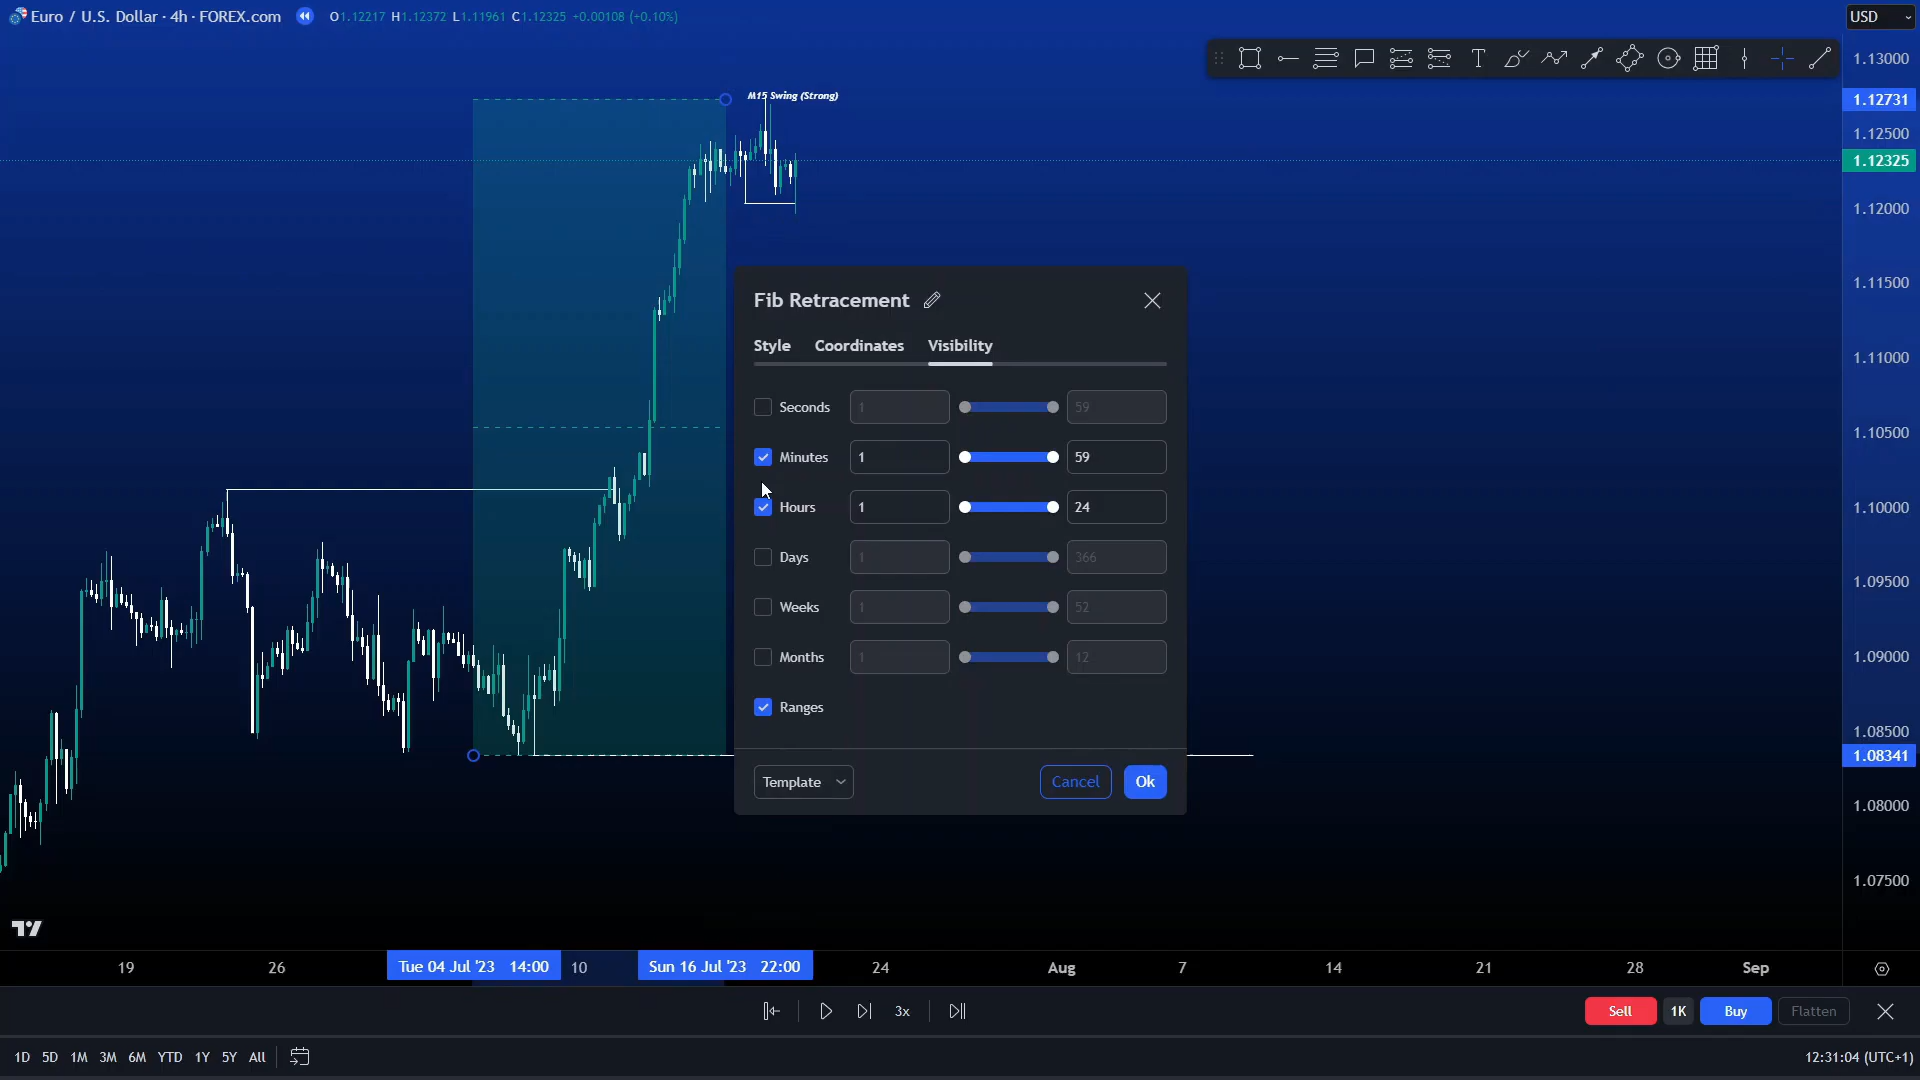 Euro / U.S. Dollar · 4h · FOREX.com O1.12217 H1.12372 L1.11961 C1.12325 +0.00108 (+0.10%)
USD
1.13000
M15 Swing (Strong)
1.12731
1.12500
1.12325
1.12000
1.11500
1.11000
1.10500
1.10000
1.09500
1.09000
1.08500
1.08341
1.08000
1.07500
Fib Retracement
Style Coordinates Visibility
Seconds 1 59
Minutes 1 59
Hours 1 24
Days 1 366
Weeks 1 52
Months 1 12
Ranges
Template Cancel Ok
19 26 Tue 04 Jul '23 14:00 10 Sun 16 Jul '23 22:00 24 Aug 7 14 21 28 Sep
3x Sell 1K Buy Flatten
1D 5D 1M 3M 6M YTD 1Y 5Y All 12:31:04 (UTC+1)